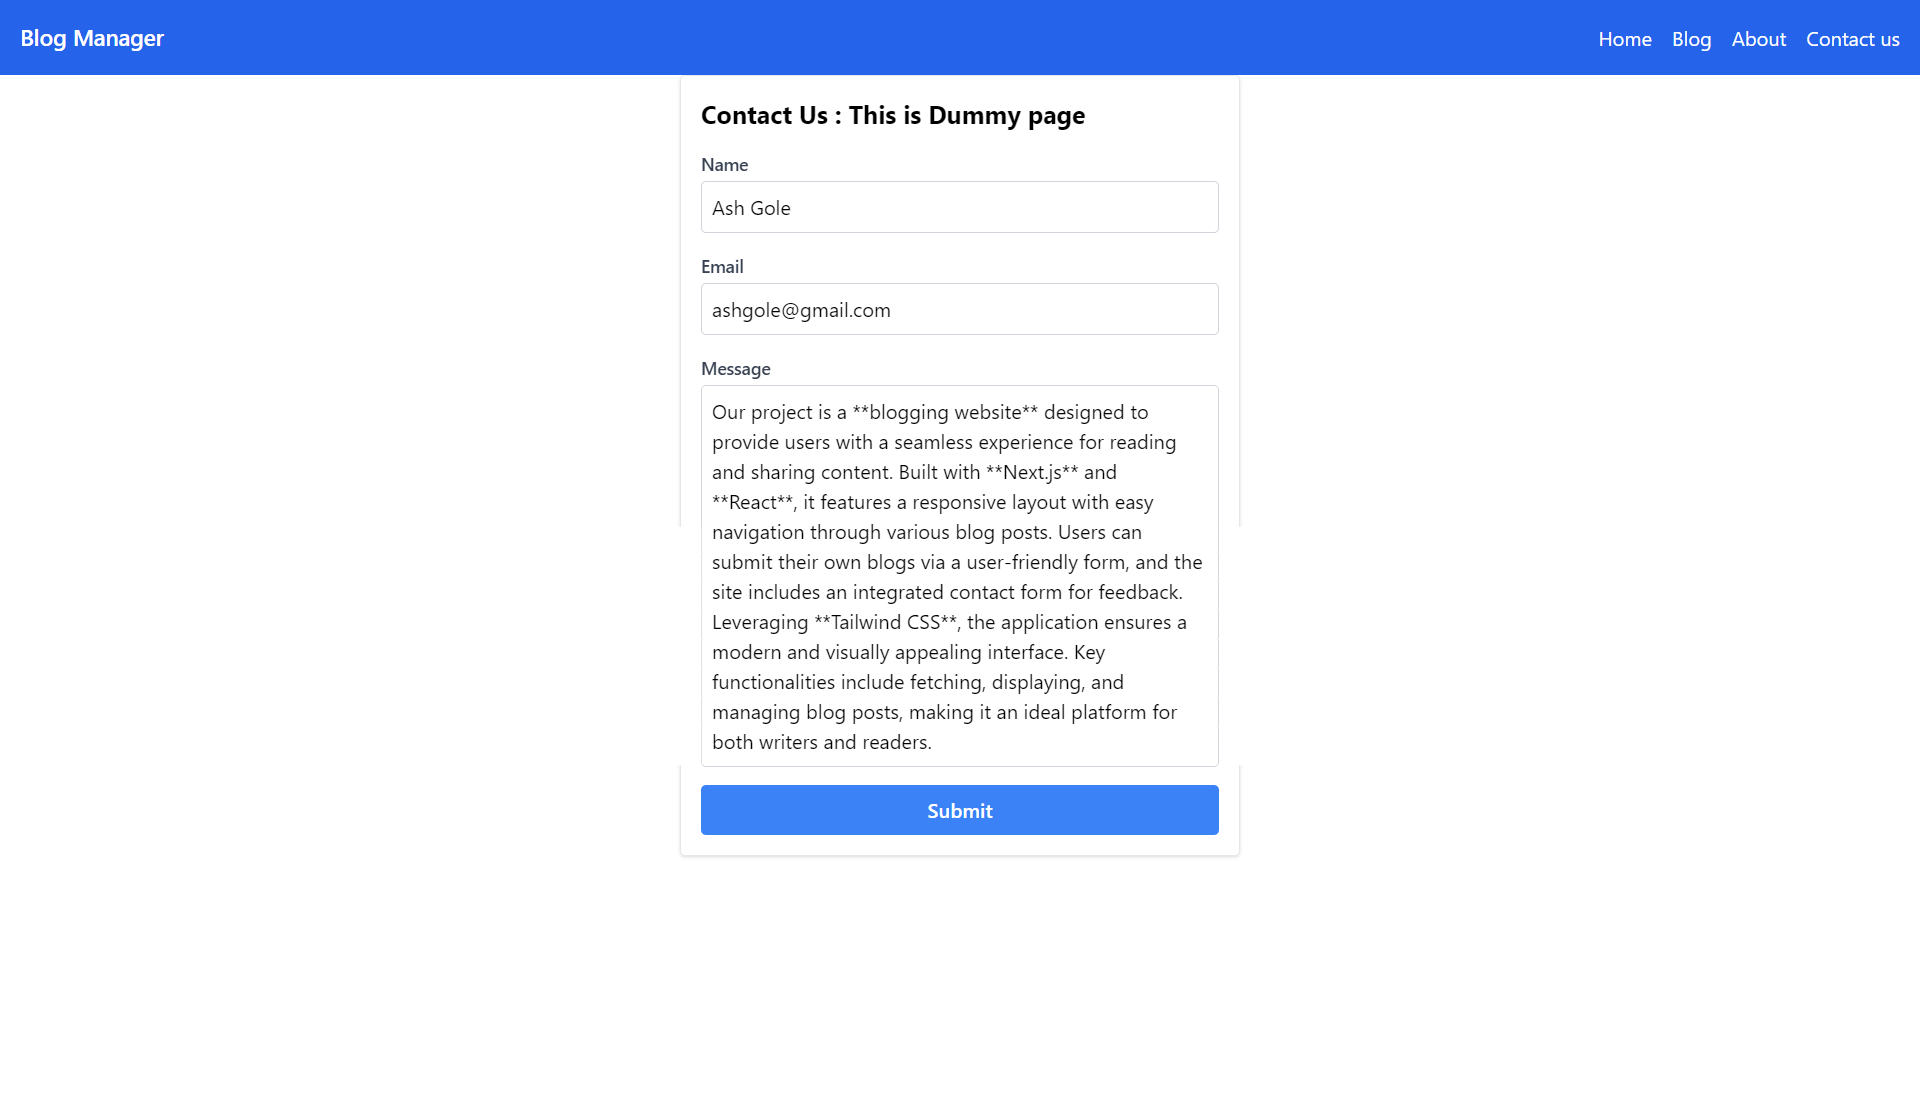 Blog Manager
Home Blog About Contact us
Contact Us : This is Dummy page
Name
Ash Gole
Email
ashgole@gmail.com
Message
Our project is a **blogging website** designed to
provide users with a seamless experience for reading
and sharing content. Built with **Next.js** and
**React**, it features a responsive layout with easy
navigation through various blog posts. Users can
submit their own blogs via a user-friendly form, and the
site includes an integrated contact form for feedback.
Leveraging **Tailwind CSS**, the application ensures a
modern and visually appealing interface. Key
functionalities include fetching, displaying, and
managing blog posts, making it an ideal platform for
both writers and readers.
Submit